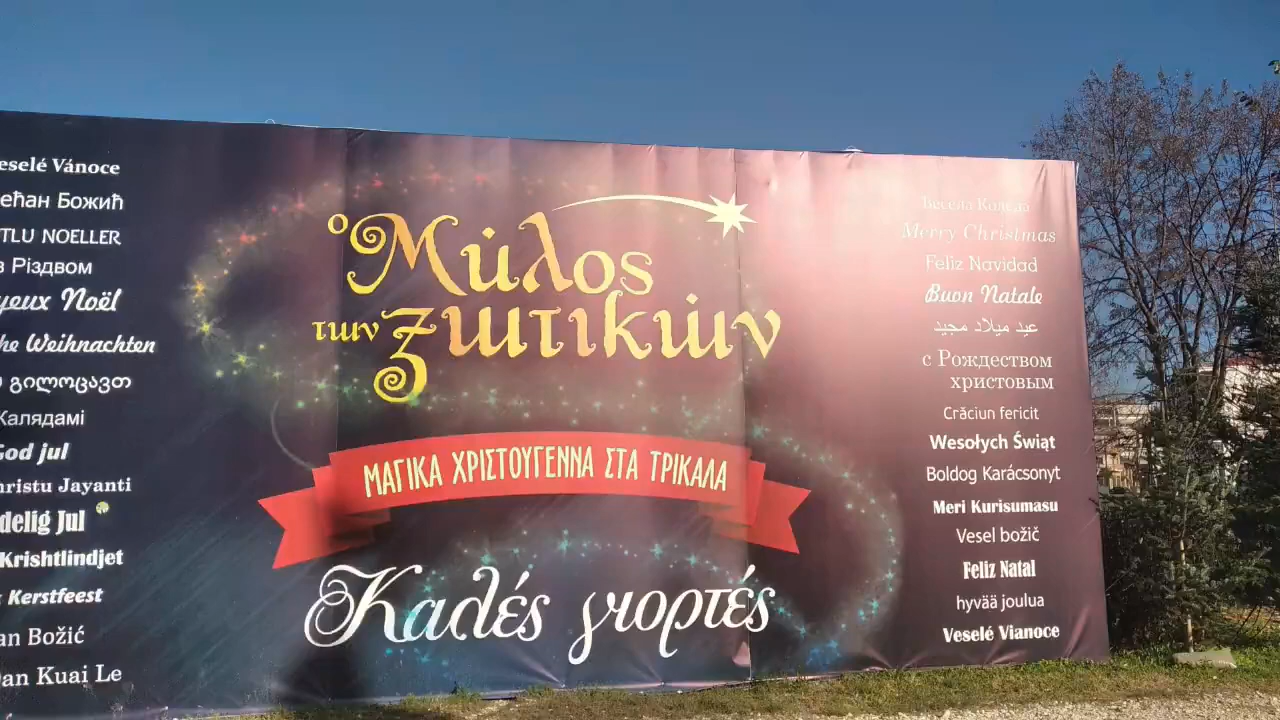 eselé Vánoce
ећан Божић
TLU NOELLER
з Різдвом
yeux Noël
he Weihnachten
გილოცავთ
Калядамі
God jul
hristu Jayanti
delig Jul
Krishtlindjet
Kerstfeest
an Božić
an Kuai Le
ο Μύλος
των ξωτικών
ΜΑΓΙΚΑ ΧΡΙΣΤΟΥΓΕΝΝΑ ΣΤΑ ΤΡΙΚΑΛΑ
Καλές γιορτές
Весела Коледа
Merry Christmas
Feliz Navidad
Buon Natale
عيد ميلاد مجيد
с Рождеством
христовым
Crăciun fericit
Wesołych Świąt
Boldog Karácsonyt
Meri Kurisumasu
Vesel božič
Feliz Natal
hyvää joulua
Veselé Vianoce